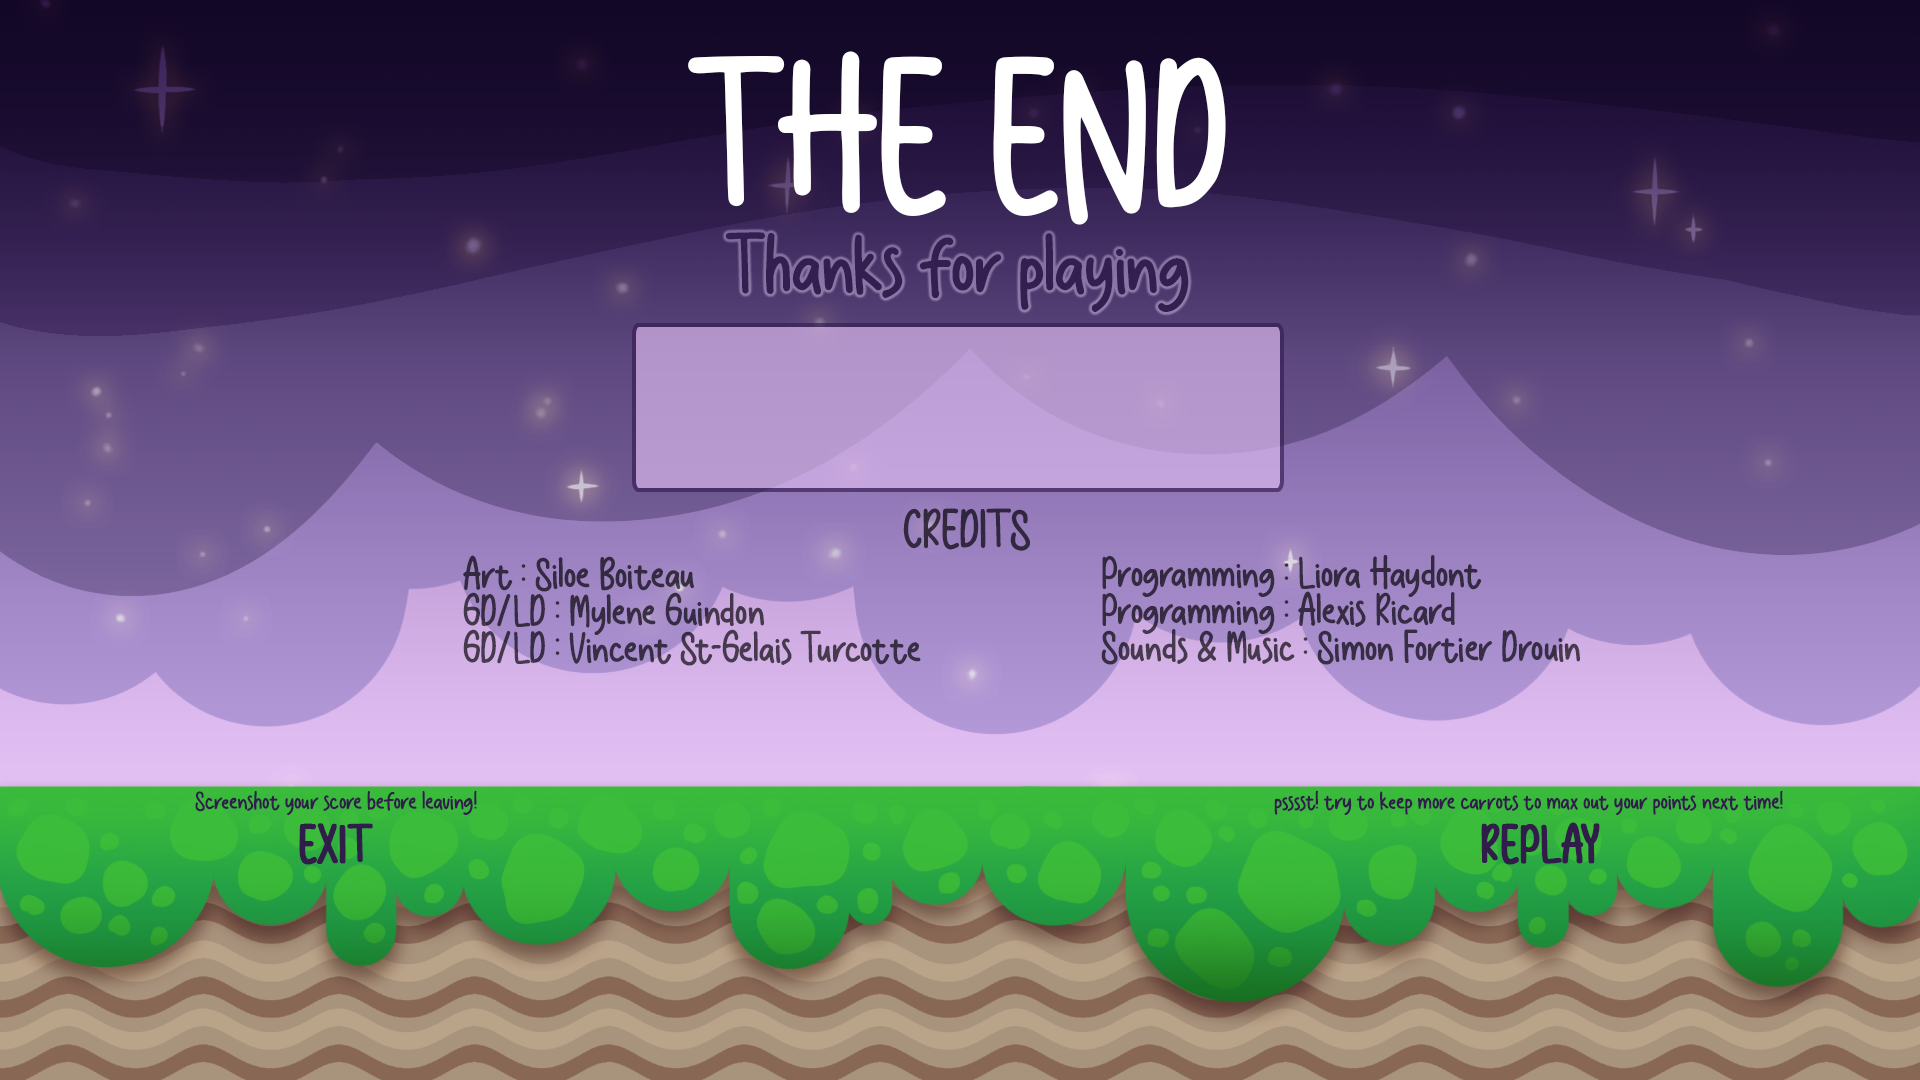 THE END
Thanks for playing
CREDITS
Art : Siloe Boiteau
GD/LD : Mylene Guindon
GD/LD : Vincent St-Gelais Turcotte
Programming : Liora Haydont
Programming : Alexis Ricard
Sounds & Music : Simon Fortier Drouin
Screenshot your score before leaving!
EXIT
psssst! try to keep more carrots to max out your points next time!
REPLAY